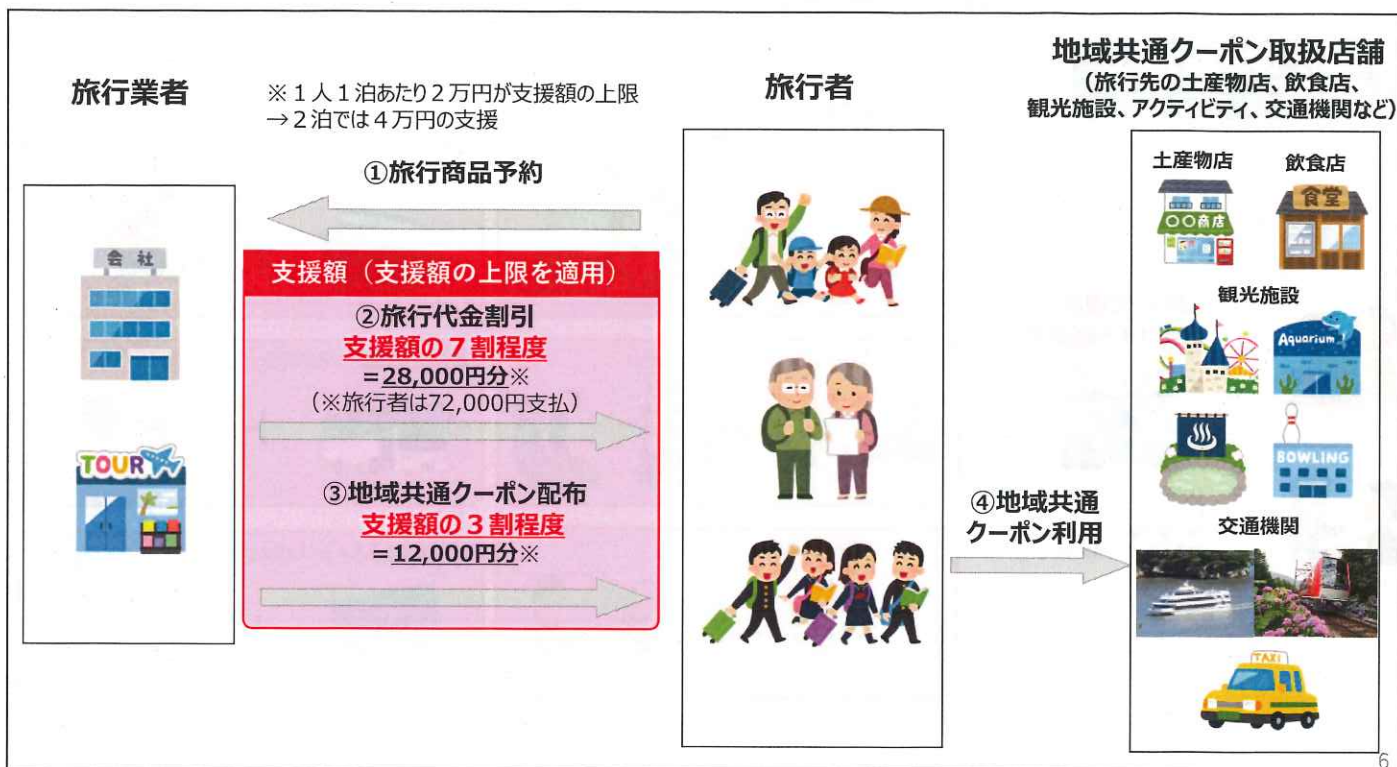 旅行業者
※１人１泊あたり２万円が支援額の上限
→２泊では４万円の支援
旅行者
地域共通クーポン取扱店舗
（旅行先の土産物店、飲食店、
観光施設、アクティビティ、交通機関など）
①旅行商品予約
支援額（支援額の上限を適用）
②旅行代金割引
支援額の７割程度
＝28,000円分※
（※旅行者は72,000円支払）
③地域共通クーポン配布
支援額の３割程度
＝12,000円分※
会社
TOUR
④地域共通
クーポン利用
土産物店
飲食店
〇〇商店
食堂
観光施設
Aquarium
BOWLING
交通機関
TAXI
6